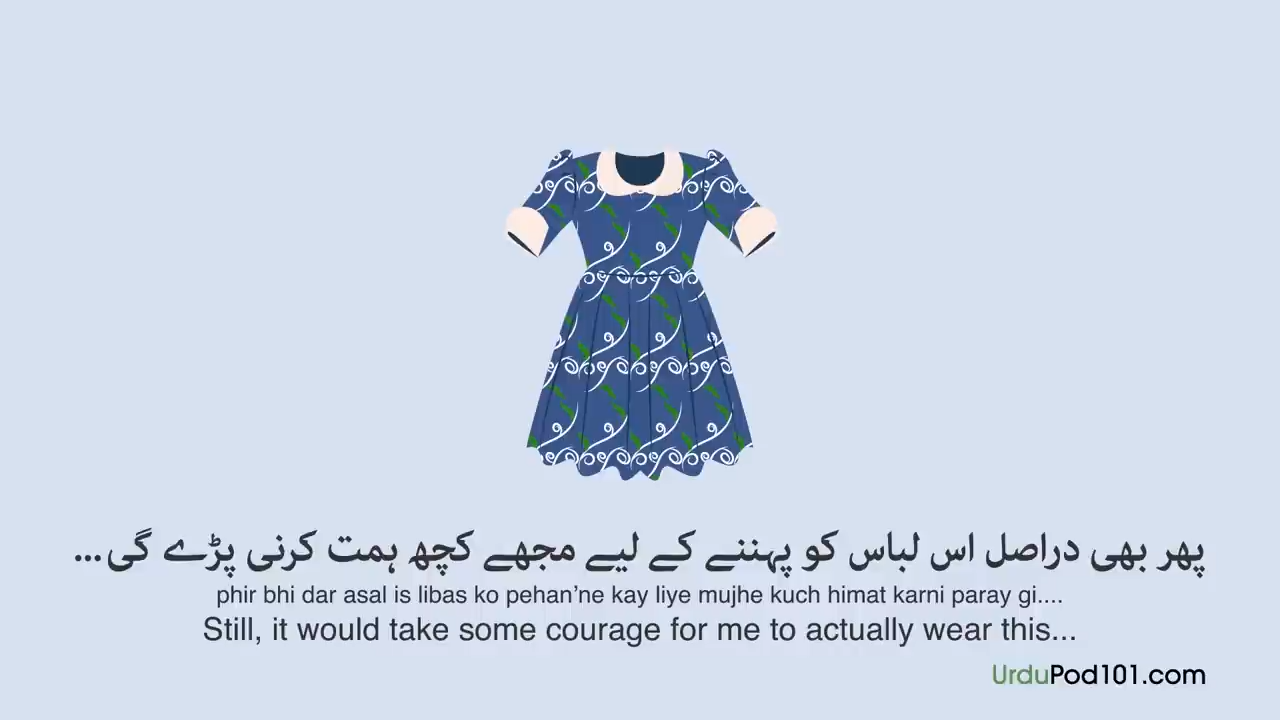 پھر بھی دراصل اس لباس کو پہننے کے لیے مجھے کچھ ہمت کرنی پڑے گی...
phir bhi dar asal is libas ko pehan’ne kay liye mujhe kuch himat karni paray gi....
Still, it would take some courage for me to actually wear this...
UrduPod101.com